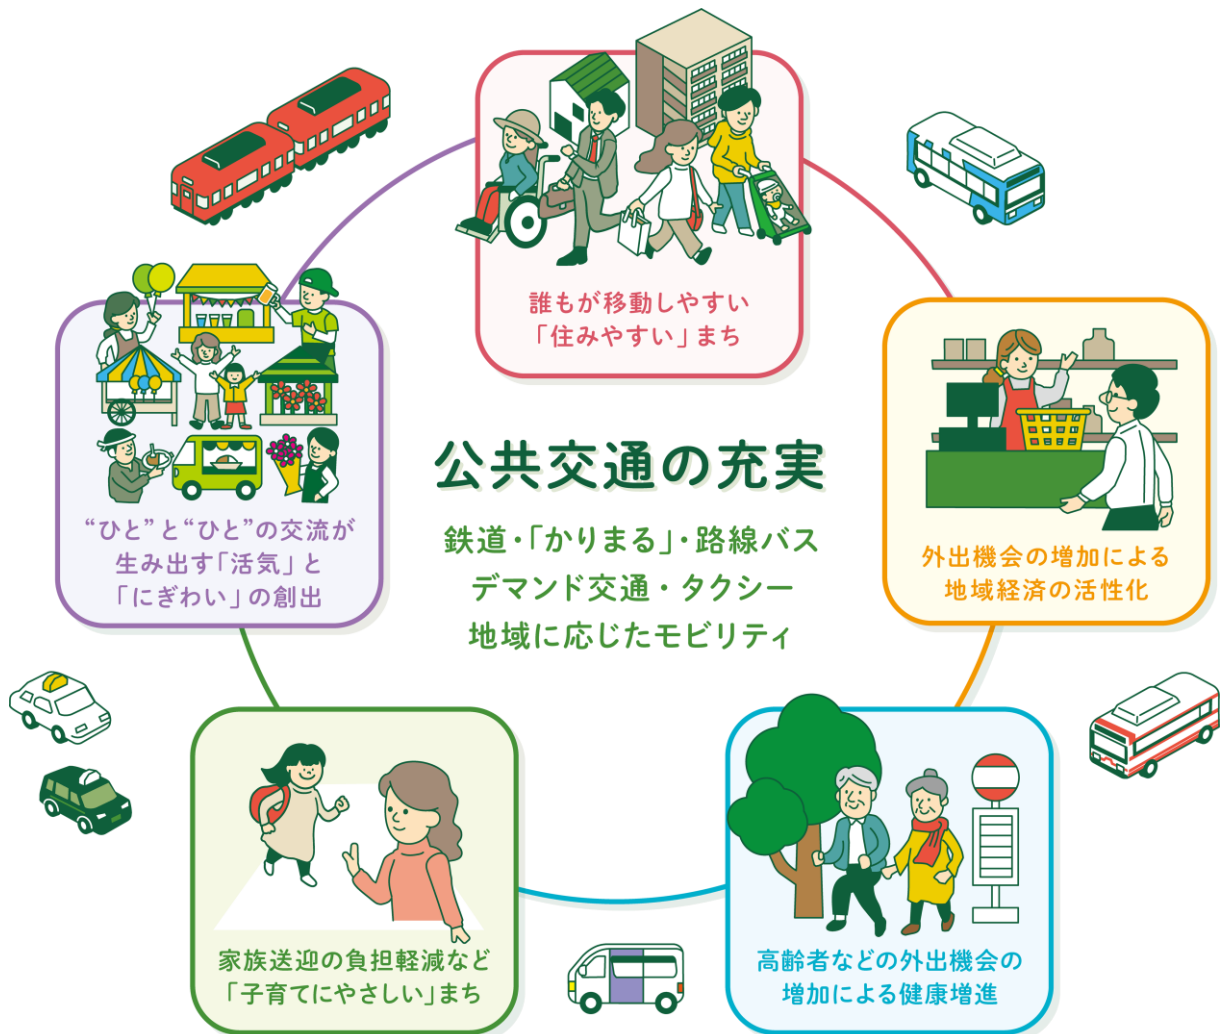 誰もが移動しやすい
「住みやすい」まち
“ひと”と“ひと”の交流が
生み出す「活気」と
「にぎわい」の創出
公共交通の充実
鉄道・「かりまる」・路線バス
デマンド交通・タクシー
地域に応じたモビリティ
外出機会の増加による
地域経済の活性化
家族送迎の負担軽減など
「子育てにやさしい」まち
高齢者などの外出機会の
増加による健康増進